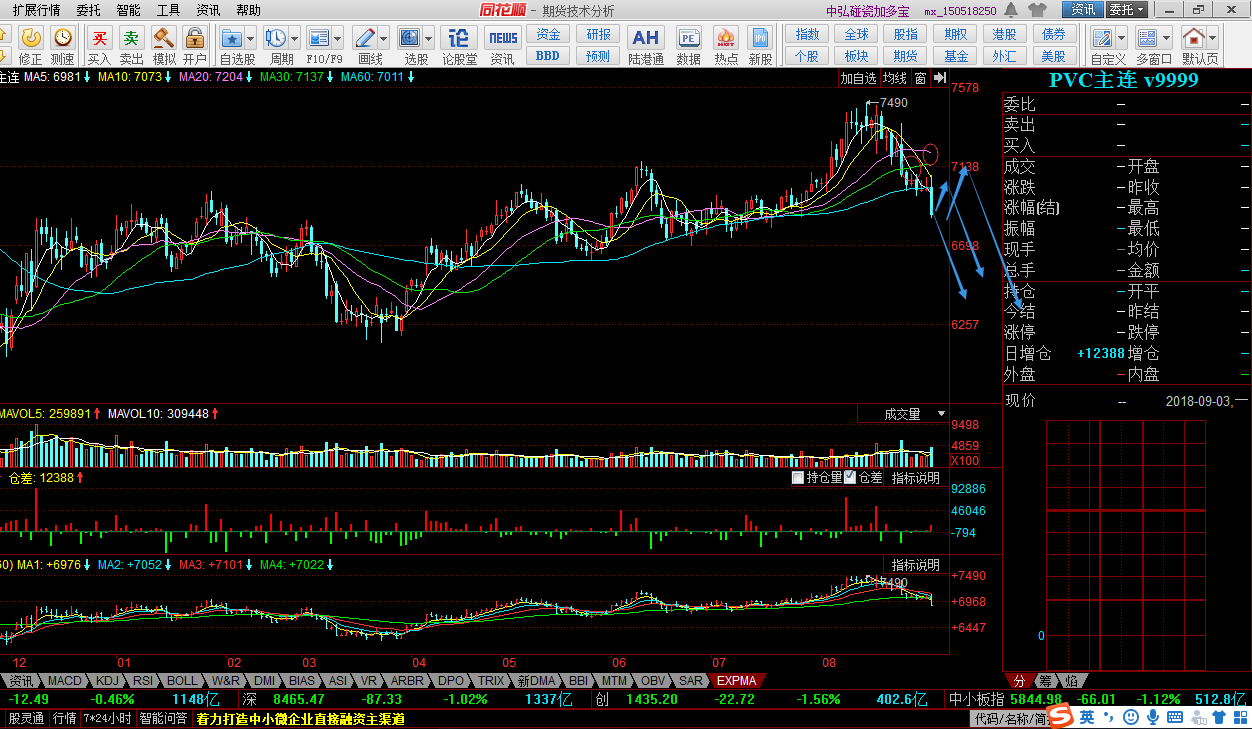 扩展行情 委托 智能 工具 资讯 帮助 同花顺 - 期货技术分析 中弘碰瓷加多宝 mx_150518250 资讯 委托
修正 测速 买入 卖出 模拟 开户 自选股 周期 F10/F9 画线 选股 论股堂 资讯 资金 BBD 研报 预测 陆港通 数据 热点 新股 指数 个股 全球 板块 股指 期货 期权 基金 港股 外汇 债券 美股 自定义 多窗口 默认页
买 卖 论 NEWS AH PE HOT IPO
主连 MA5: 6981 MA10: 7073 MA20: 7204 MA30: 7137 MA60: 7011 加自选 均线 窗
7578
7490
7138
6698
6257
PVC主连 v9999
委比 — —
卖出 — —
买入 — —
成交 — 开盘 —
涨跌 — 昨收 —
涨幅(结) — 最高 —
振幅 — 最低 —
现手 — 均价 —
总手 — 金额 —
持仓 — 开平 —
今结 — 昨结 —
涨停 — 跌停 —
日增仓 +12388 增仓 —
外盘 — 内盘 —
现价 -- 2018-09-03,一
0
分 筹 焰
MAVOL5: 259891 MAVOL10: 309448 成交量
9498
4859
X100
仓差: 12388 持仓量 仓差 指标说明
92886
46046
-794
60) MA1: +6976 MA2: +7052 MA3: +7101 MA4: +7022 指标说明
7490
+7490
+6968
+6447
12 01 02 03 04 05 06 07 08
资讯 MACD KDJ RSI BOLL W&R DMI BIAS ASI VR ARBR DPO TRIX 新DMA BBI MTM OBV SAR EXPMA
-12.49 -0.46% 1148亿 深 8465.47 -87.33 -1.02% 1337亿 创 1435.20 -22.72 -1.56% 402.6亿 中小板指 5844.98 -66.01 -1.12% 512.8亿
股灵通 行情 7*24小时 智能问答 着力打造中小微企业直接融资主渠道 代码/名称/简 英